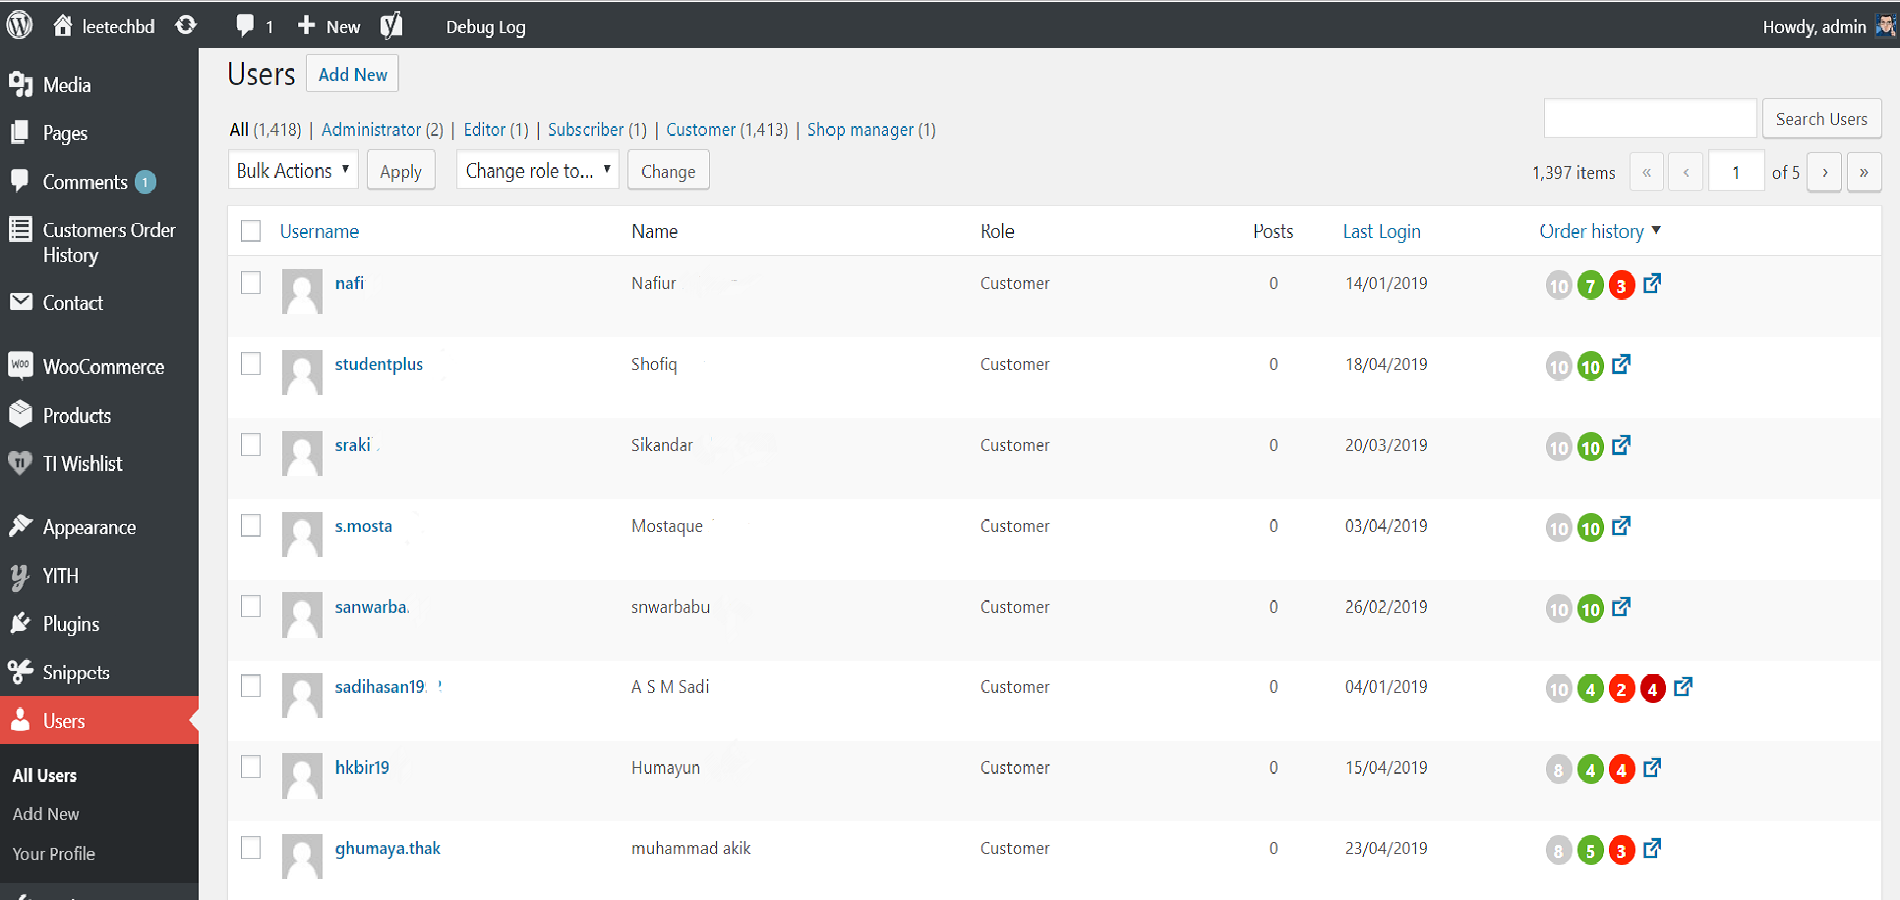 leetechbd 1 New Debug Log Howdy, admin
Media
Pages
Comments 1
Customers Order
History
Contact
WooCommerce
Products
TI Wishlist
Appearance
YITH
Plugins
Snippets
Users
All Users
Add New
Your Profile
Users Add New
All (1,418) | Administrator (2) | Editor (1) | Subscriber (1) | Customer (1,413) | Shop manager (1)
Search Users
Bulk Actions Apply Change role to... Change
1,397 items « ‹ 1 of 5 › »
Username Name Role Posts Last Login Order history
nafi Nafiur Customer 0 14/01/2019 10 7 3
studentplus Shofiq Customer 0 18/04/2019 10 10
sraki Sikandar Customer 0 20/03/2019 10 10
s.mosta Mostaque Customer 0 03/04/2019 10 10
sanwarba. snwarbabu Customer 0 26/02/2019 10 10
sadihasan19 A S M Sadi Customer 0 04/01/2019 10 4 2 4
hkbir19 Humayun Customer 0 15/04/2019 8 4 4
ghumaya.thak muhammad akik Customer 0 23/04/2019 8 5 3